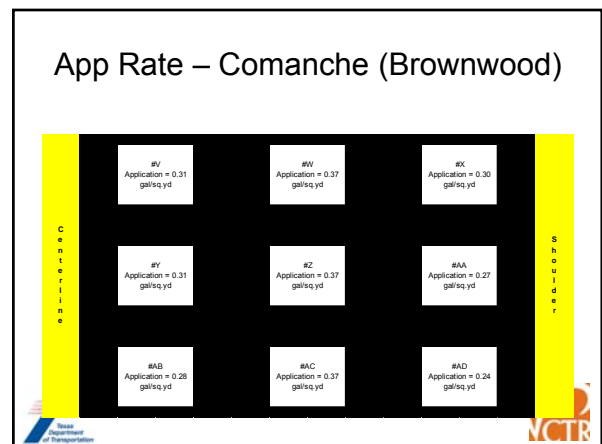 App Rate – Comanche (Brownwood)
#V
Application = 0.31
gal/sq.yd
#W
Application = 0.37
gal/sq.yd
#X
Application = 0.30
gal/sq.yd
Centerline
#Y
Application = 0.31
gal/sq.yd
#Z
Application = 0.37
gal/sq.yd
#AA
Application = 0.27
gal/sq.yd
Shoulder
#AB
Application = 0.28
gal/sq.yd
#AC
Application = 0.37
gal/sq.yd
#AD
Application = 0.24
gal/sq.yd
Texas
Department
of Transportation
CTR